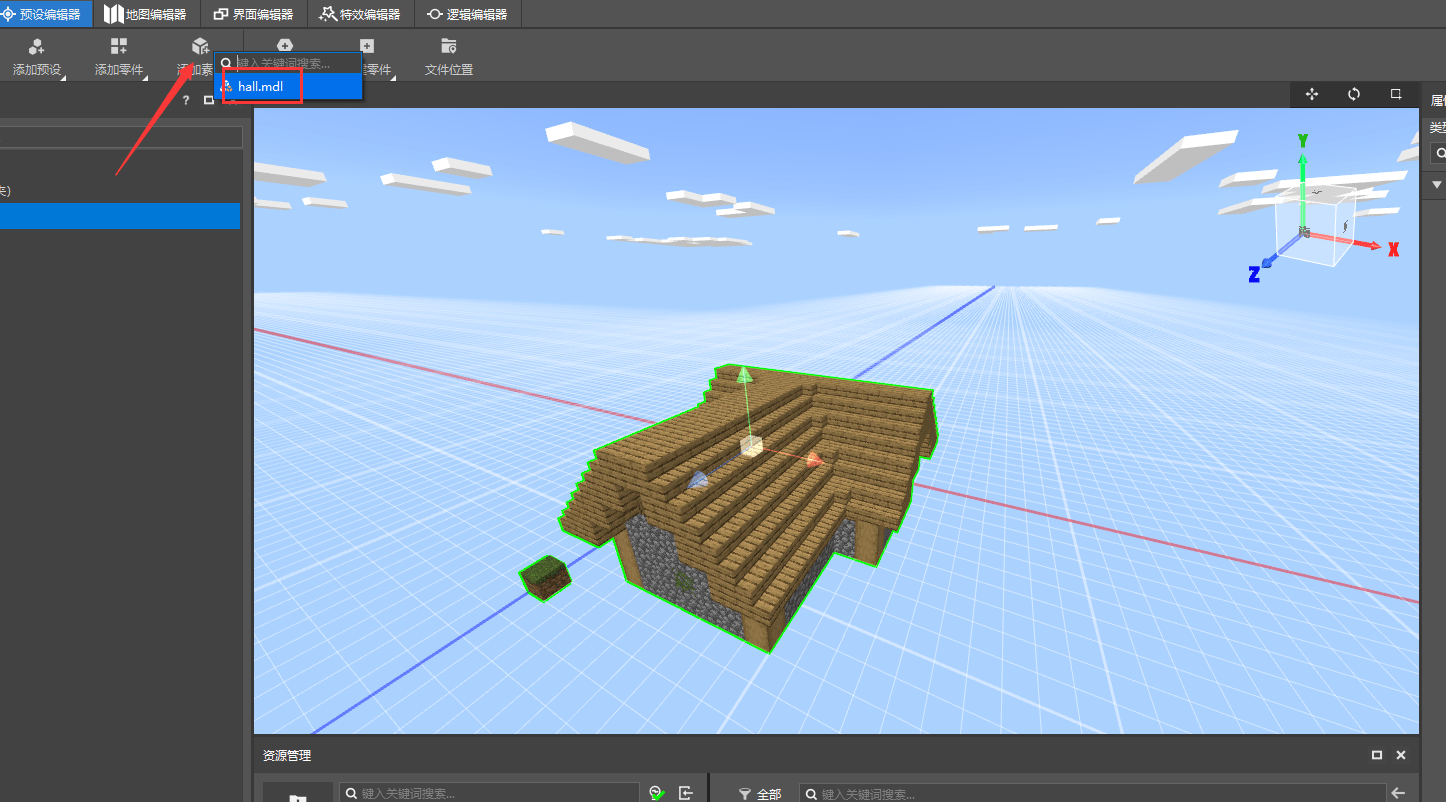 预设编辑器 地图编辑器 界面编辑器 特效编辑器 逻辑编辑器
添加预设 添加零件 添加素 零件 文件位置
键入关键词搜索...
hall.mdl
?
属性
类型
夹)
Y
X
Z
资源管理
键入关键词搜索... 全部 键入关键词搜索...